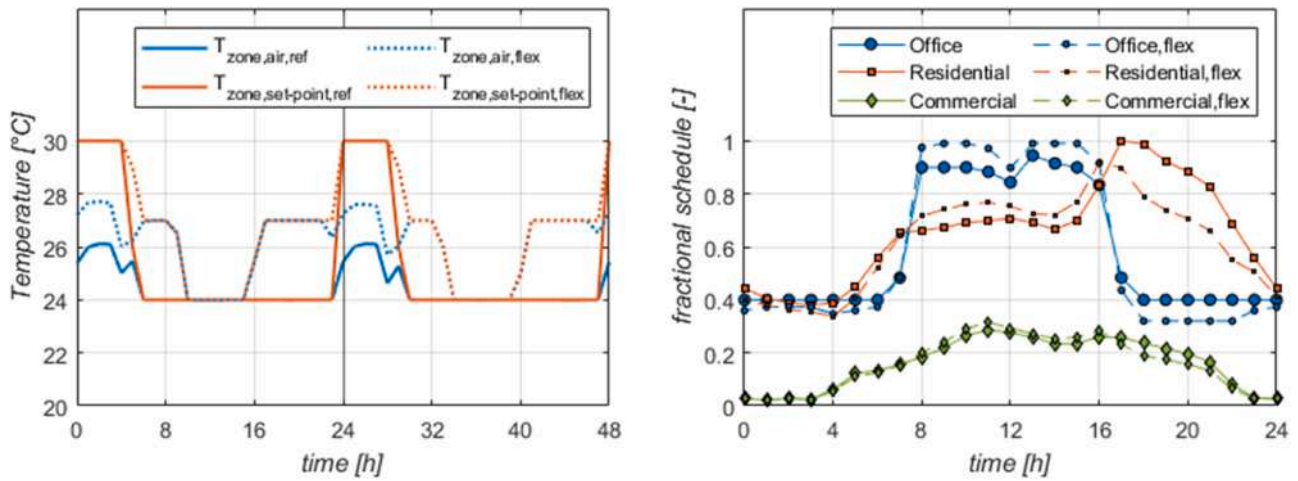 T zone,air,ref
T zone,air,flex
T zone,set-point,ref
T zone,set-point,flex
Temperature [°C]
30
28
26
24
22
20
0
8
16
24
32
40
48
time [h]
Office
Office,flex
Residential
Residential,flex
Commercial
Commercial,flex
fractional schedule [-]
1
0.8
0.6
0.4
0.2
0
0
4
8
12
16
20
24
time [h]